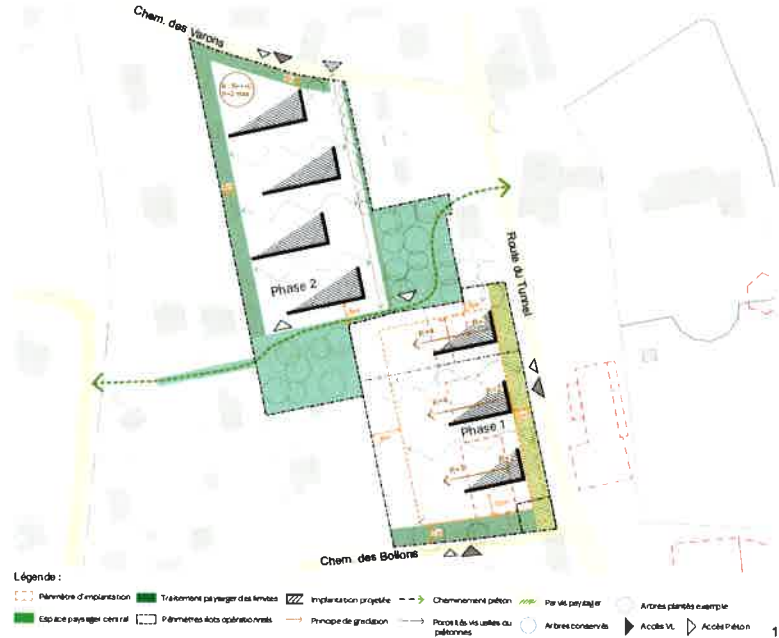 Chem. des Varons
Phase 2
Route du Tunnel
Phase 1
Chem. des Bollons
Légende :
Périmètre d'implantation
Traitement paysager des limites
Implantation projetée
Cheminement piéton
Parvis paysager
Arbres plantés exemple
Espace paysager central
Périmètres îlots opérationnels
Principe de gradation
Porosités visuelles ou
piétonnes
Arbres conservés
Accès VL
Accès Piéton
1